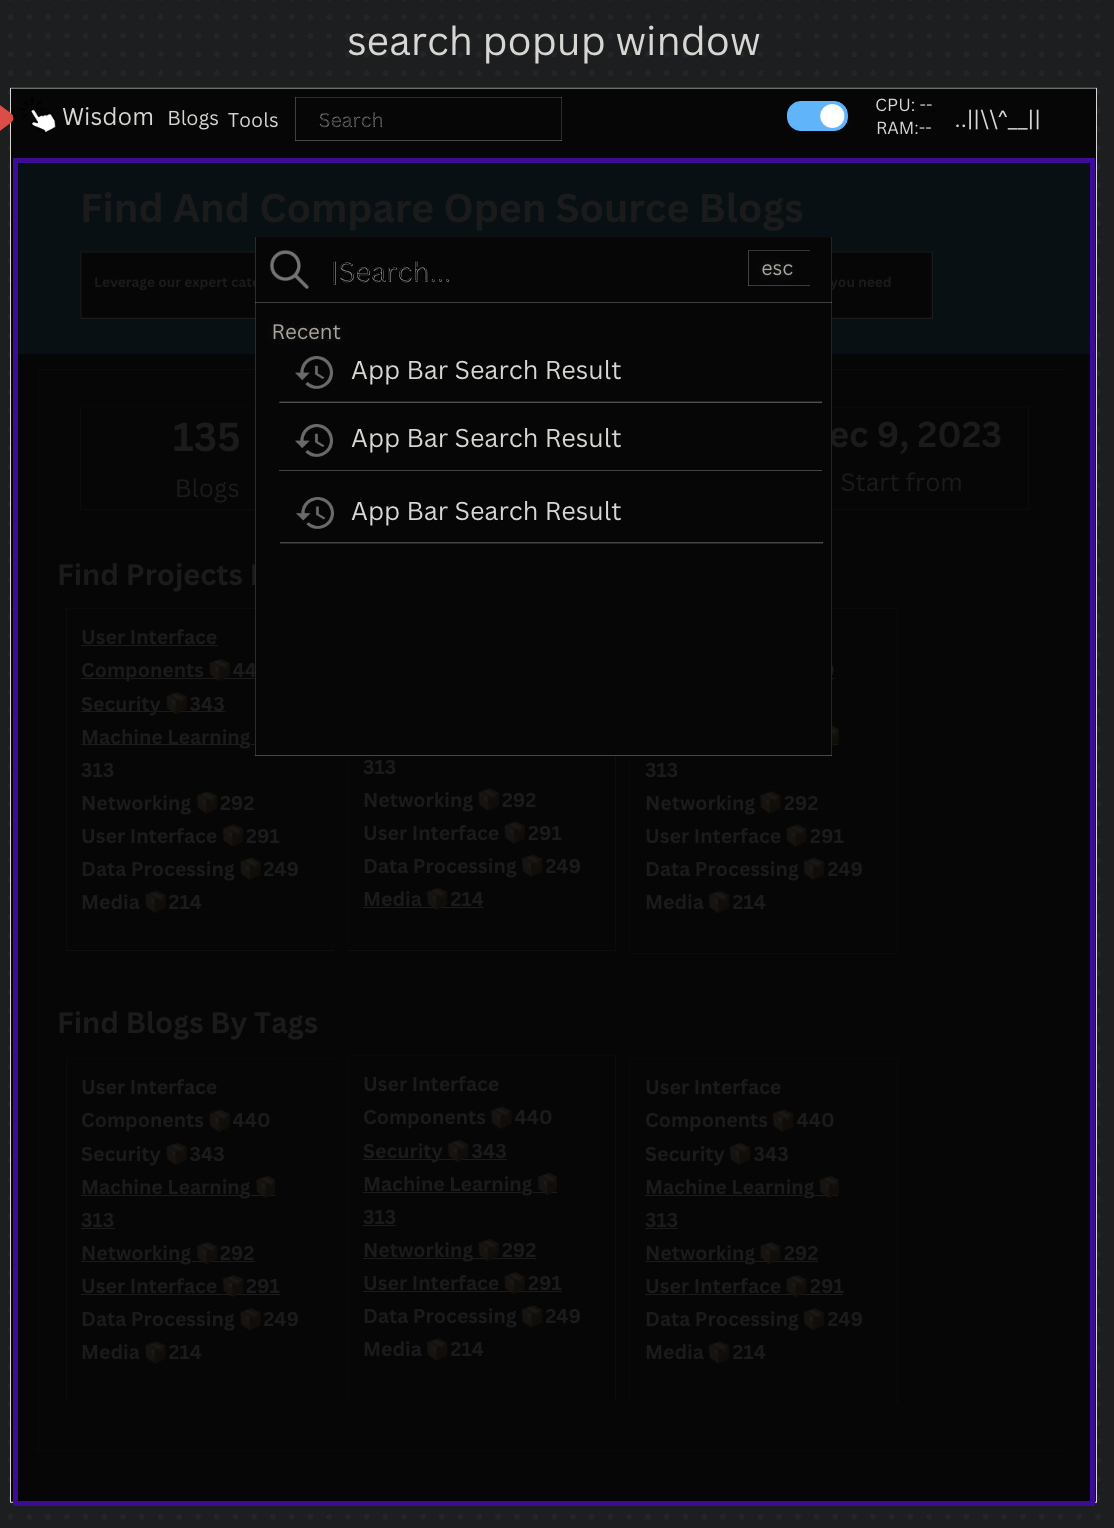 search popup window
Wisdom Blogs Tools Search CPU: --
RAM:-- ..||\\^__||
Find And Compare Open Source Blogs
Leverage our expert cat you need
|Search... esc
Recent
App Bar Search Result
App Bar Search Result
App Bar Search Result
135
Blogs
ec 9, 2023
Start from
Find Projects
User Interface
Components 📦44
Security 📦343
Machine Learning
313
Networking 📦292
User Interface 📦291
Data Processing 📦249
Media 📦214
313
Networking 📦292
User Interface 📦291
Data Processing 📦249
Media 📦214
313
Networking 📦292
User Interface 📦291
Data Processing 📦249
Media 📦214
Find Blogs By Tags
User Interface
Components 📦440
Security 📦343
Machine Learning 📦
313
Networking 📦292
User Interface 📦291
Data Processing 📦249
Media 📦214
User Interface
Components 📦440
Security 📦343
Machine Learning 📦
313
Networking 📦292
User Interface 📦291
Data Processing 📦249
Media 📦214
User Interface
Components 📦440
Security 📦343
Machine Learning 📦
313
Networking 📦292
User Interface 📦291
Data Processing 📦249
Media 📦214